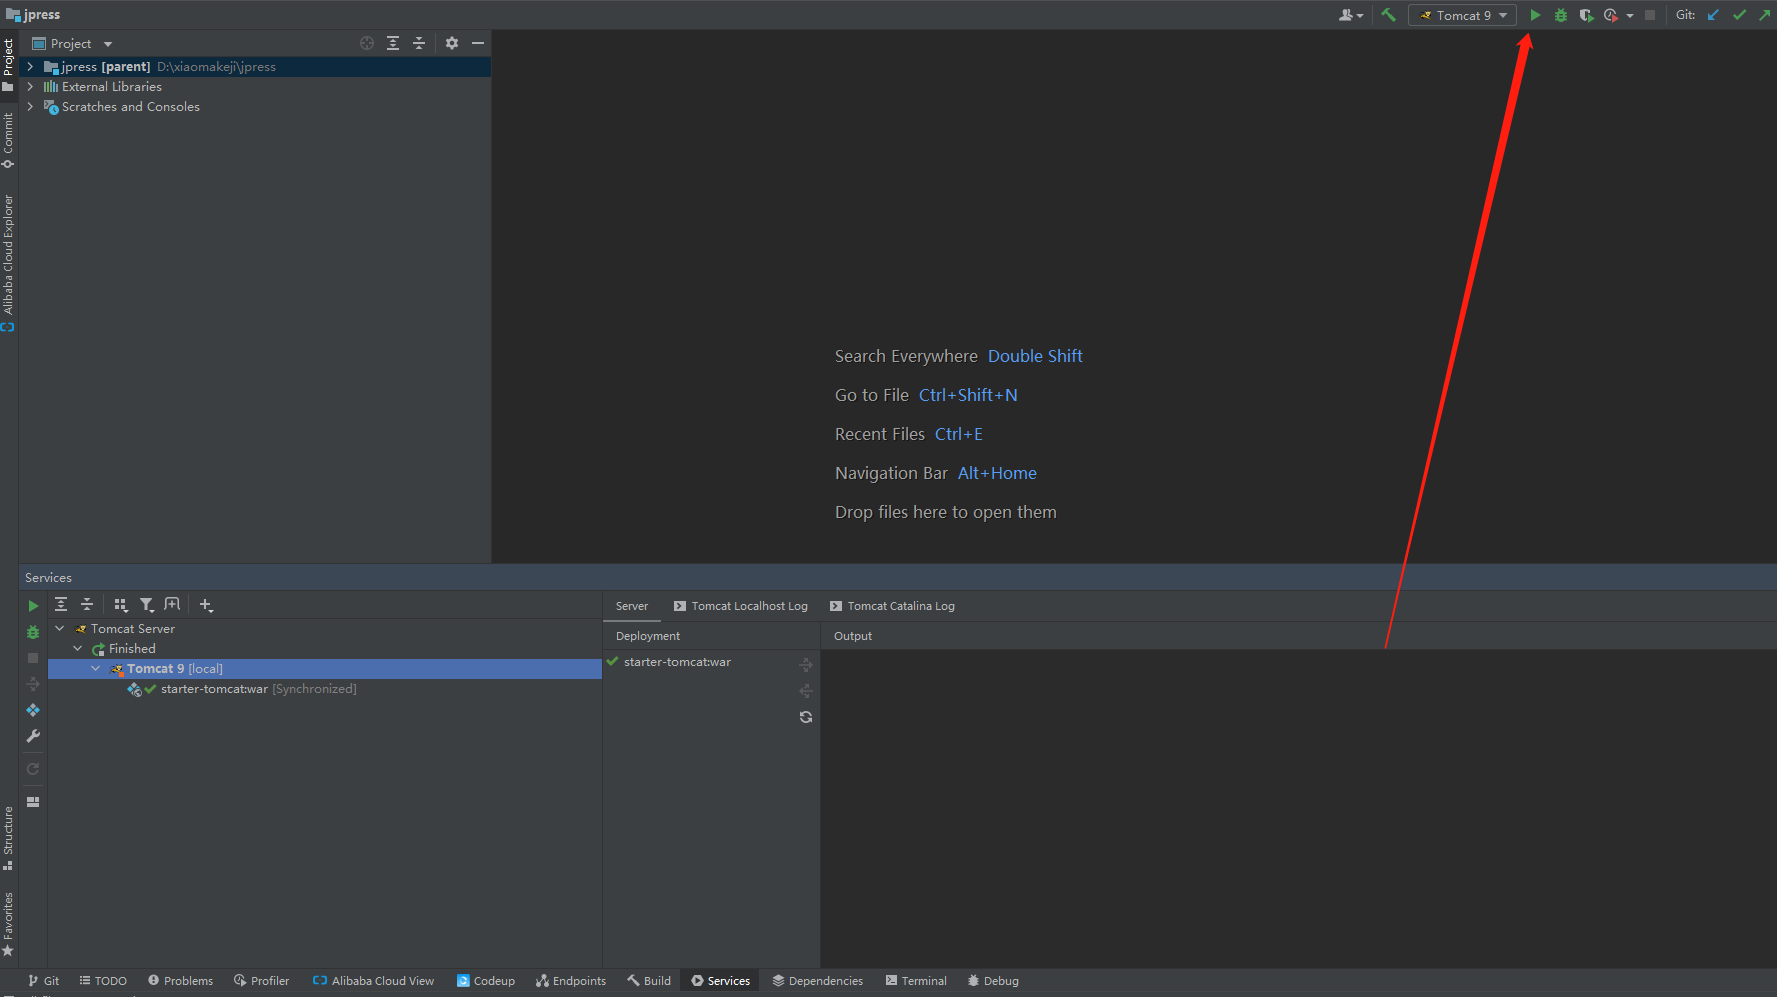 jpress
Tomcat 9
Git:
Project
jpress [parent] D:\xiaomakeji\jpress
External Libraries
Scratches and Consoles
Project
Commit
Alibaba Cloud Explorer
Structure
Favorites
Search Everywhere Double Shift
Go to File Ctrl+Shift+N
Recent Files Ctrl+E
Navigation Bar Alt+Home
Drop files here to open them
Services
Tomcat Server
Finished
Tomcat 9 [local]
starter-tomcat:war [Synchronized]
Server Tomcat Localhost Log Tomcat Catalina Log
Deployment Output
starter-tomcat:war
Git TODO Problems Profiler Alibaba Cloud View Codeup Endpoints Build Services Dependencies Terminal Debug